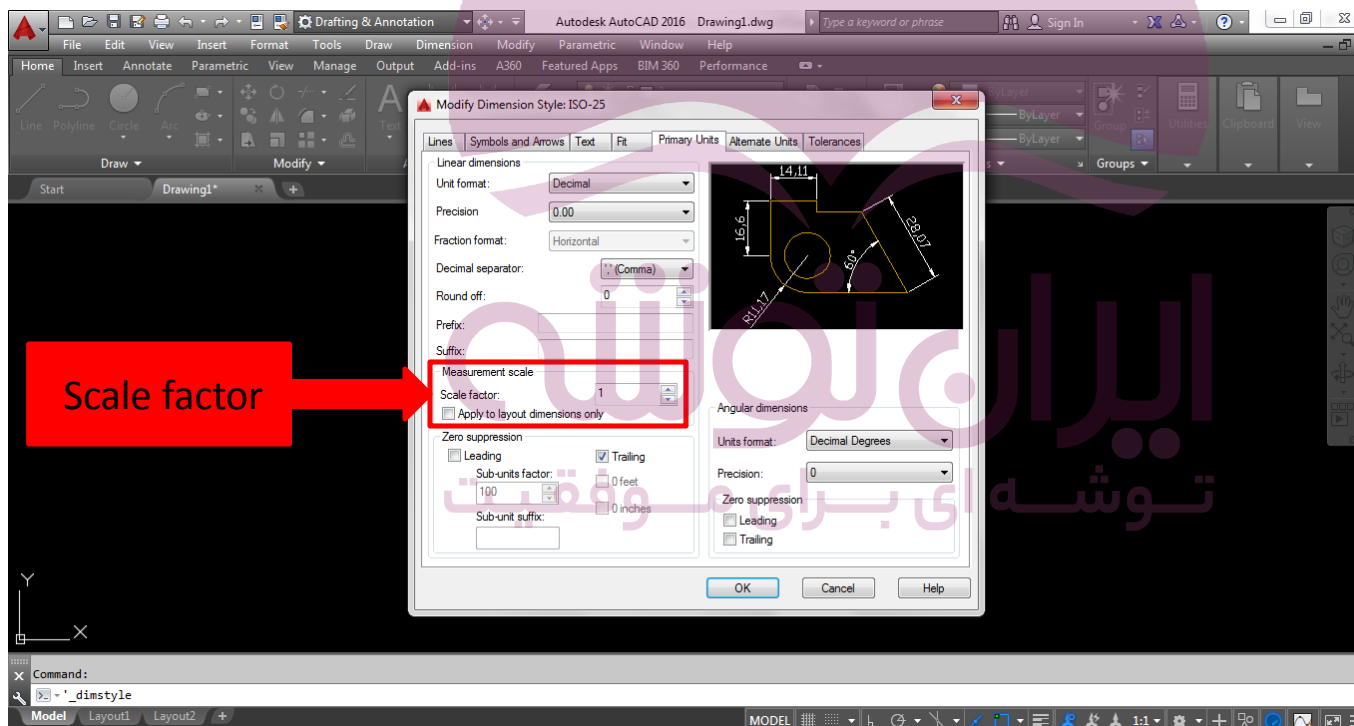 Drafting & Annotation Autodesk AutoCAD 2016 Drawing1.dwg Type a keyword or phrase Sign In
File Edit View Insert Format Tools Draw Dimension Modify Parametric Window Help
Home Insert Annotate Parametric View Manage Output Add-ins A360 Featured Apps BIM 360 Performance
Line Polyline Circle Arc Text ByLayer ByLayer ByLayer Group Utilities Clipboard View
Draw Modify Groups
Start Drawing1* +
Modify Dimension Style: ISO-25
Lines Symbols and Arrows Text Fit Primary Units Alternate Units Tolerances
Linear dimensions
Unit format: Decimal
Precision 0.00
Fraction format: Horizontal
Decimal separator: ',' (Comma)
Round off: 0
Prefix:
Suffix:
Measurement scale
Scale factor: 1
Apply to layout dimensions only
Zero suppression
Leading Trailing
Sub-units factor: 0 feet
100
0 inches
Sub-unit suffix:
14,11
16,6
28,07
60°
R11,17
Angular dimensions
Units format: Decimal Degrees
Precision: 0
Zero suppression
Leading
Trailing
OK Cancel Help
Scale factor
ایران توشه
توشه ای برای موفقیت
Y
X
Command:
'_dimstyle
Model Layout1 Layout2 +
MODEL 1:1